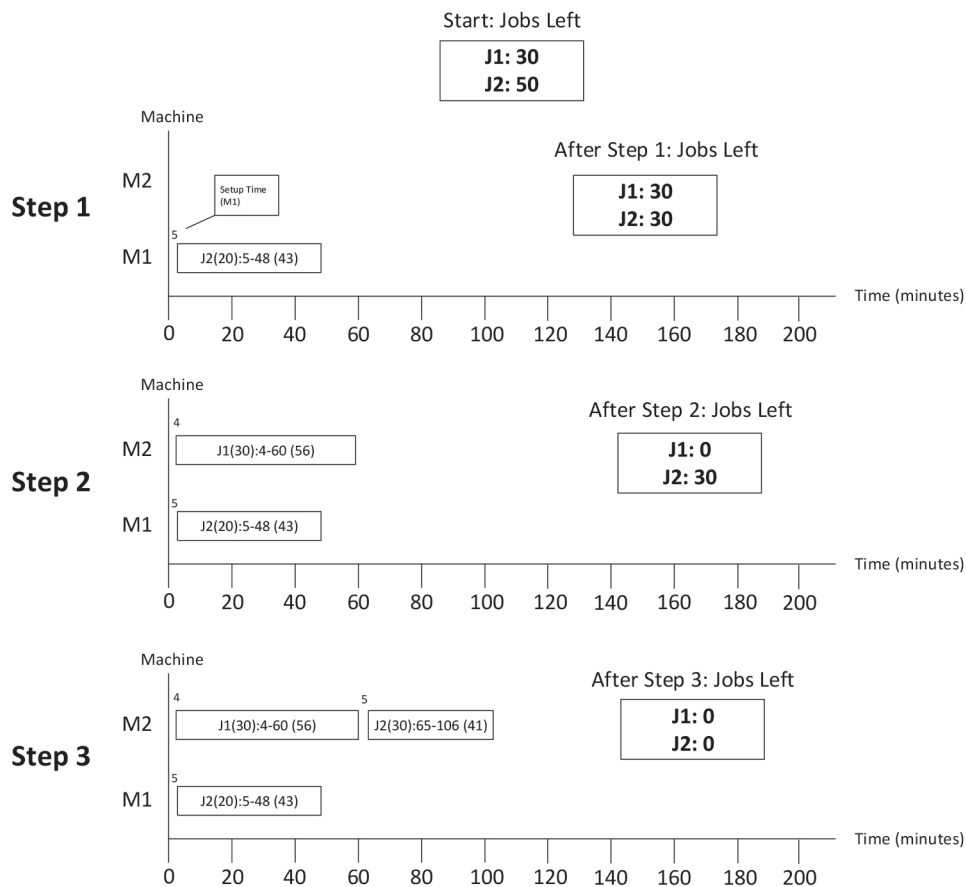 Start: Jobs Left
J1: 30
J2: 50
Machine
After Step 1: Jobs Left
J1: 30
J2: 30
Step 1
M2
Setup Time
(M1)
5
M1
J2(20):5-48 (43)
Time (minutes)
0 20 40 60 80 100 120 140 160 180 200
Machine
After Step 2: Jobs Left
J1: 0
J2: 30
Step 2
4
M2
J1(30):4-60 (56)
5
M1
J2(20):5-48 (43)
Time (minutes)
0 20 40 60 80 100 120 140 160 180 200
Machine
After Step 3: Jobs Left
J1: 0
J2: 0
Step 3
4 5
M2
J1(30):4-60 (56) J2(30):65-106 (41)
5
M1
J2(20):5-48 (43)
Time (minutes)
0 20 40 60 80 100 120 140 160 180 200